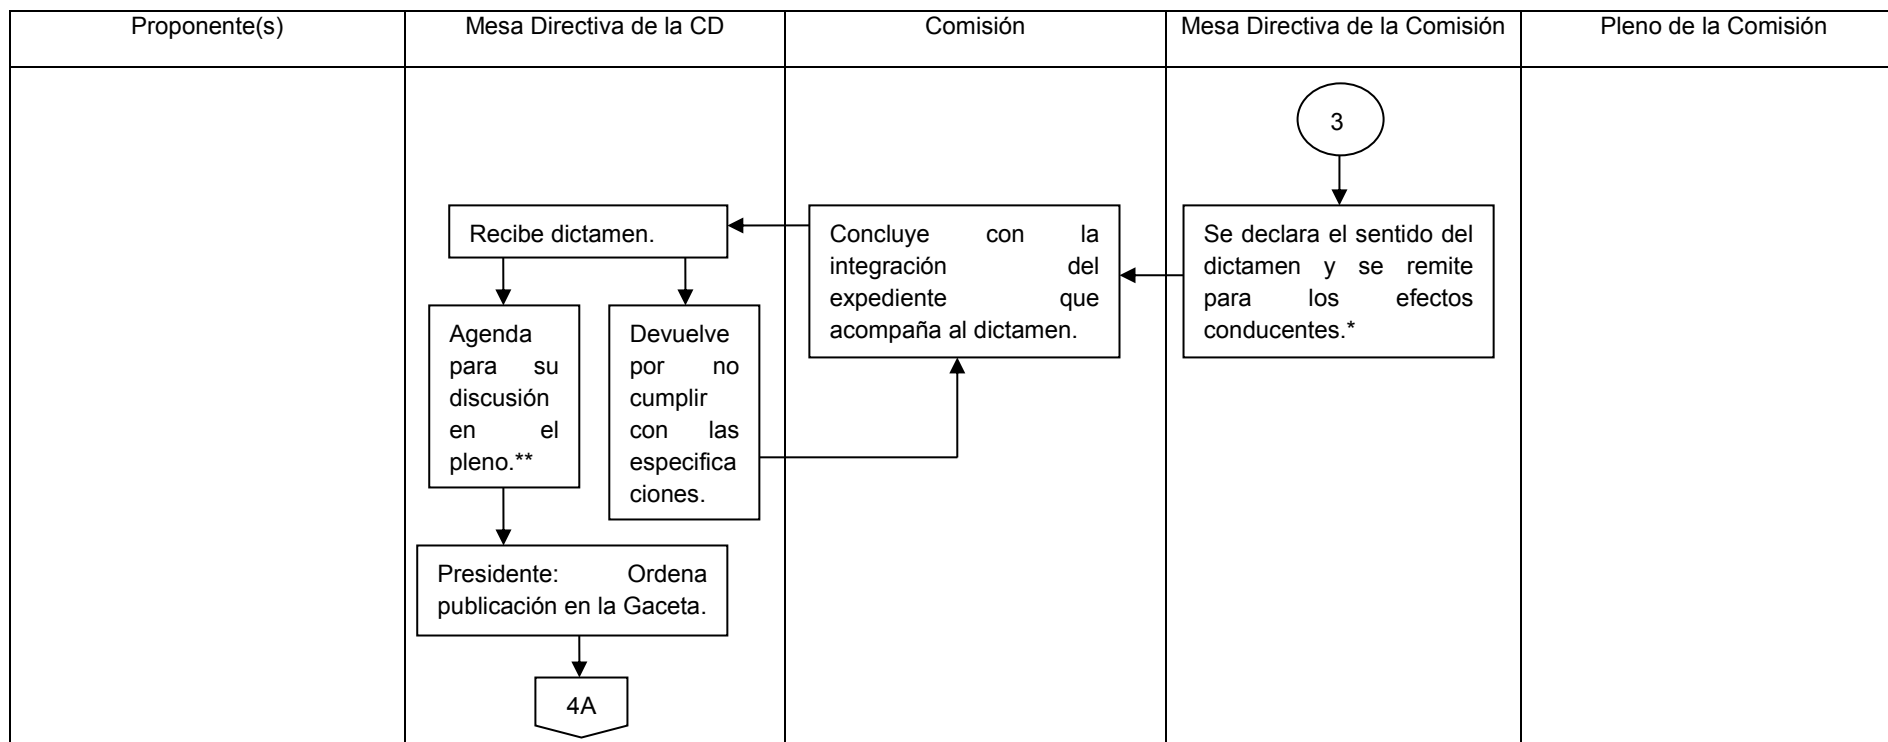 Proponente(s)
Mesa Directiva de la CD
Comisión
Mesa Directiva de la Comisión
Pleno de la Comisión
3
Se declara el sentido del
dictamen y se remite
para los efectos
conducentes.*
Concluye con la
integración del
expediente que
acompaña al dictamen.
Recibe dictamen.
Agenda
para su
discusión
en el
pleno.**
Devuelve
por no
cumplir
con las
especifica
ciones.
Presidente: Ordena
publicación en la Gaceta.
4A